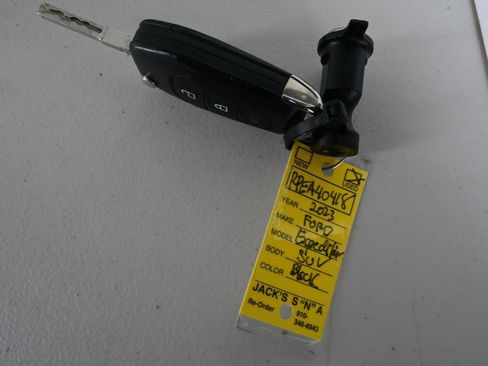 NEW USED
RPEA40418
YEAR 2023
MAKE FORD
MODEL Expedition
BODY SUV
COLOR Black
JACK'S S "N" A
Re-Order 910-
346-8943